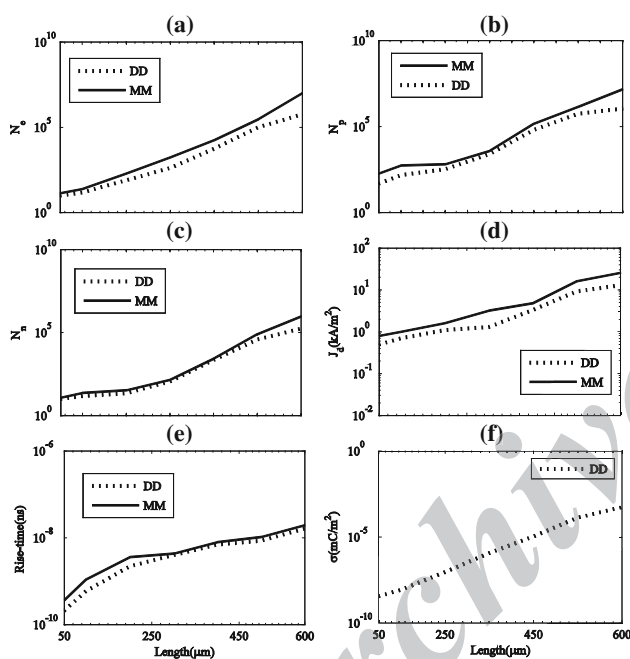 (a)
10^10
10^5
10^0
N_e
DD
MM
(b)
10^10
10^5
10^0
N_p
MM
DD
(c)
10^10
10^5
10^0
N_n
DD
MM
(d)
10^2
10^1
10^0
10^-1
10^-2
J_d(kA/m^2)
DD
MM
(e)
10^-6
10^-8
10^-10
Rise-time(ns)
DD
MM
50
150
250
350
450
500
600
Length(µm)
(f)
10^0
10^-5
10^-10
σ(mC/m^2)
DD
50
250
450
600
Length(µm)